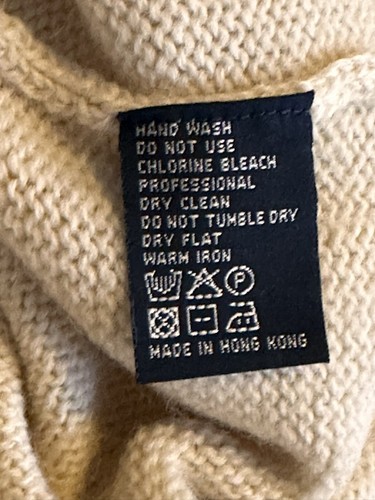 HAND WASH
DO NOT USE
CHLORINE BLEACH
PROFESSIONAL
DRY CLEAN
DO NOT TUMBLE DRY
DRY FLAT
WARM IRON
P
MADE IN HONG KONG